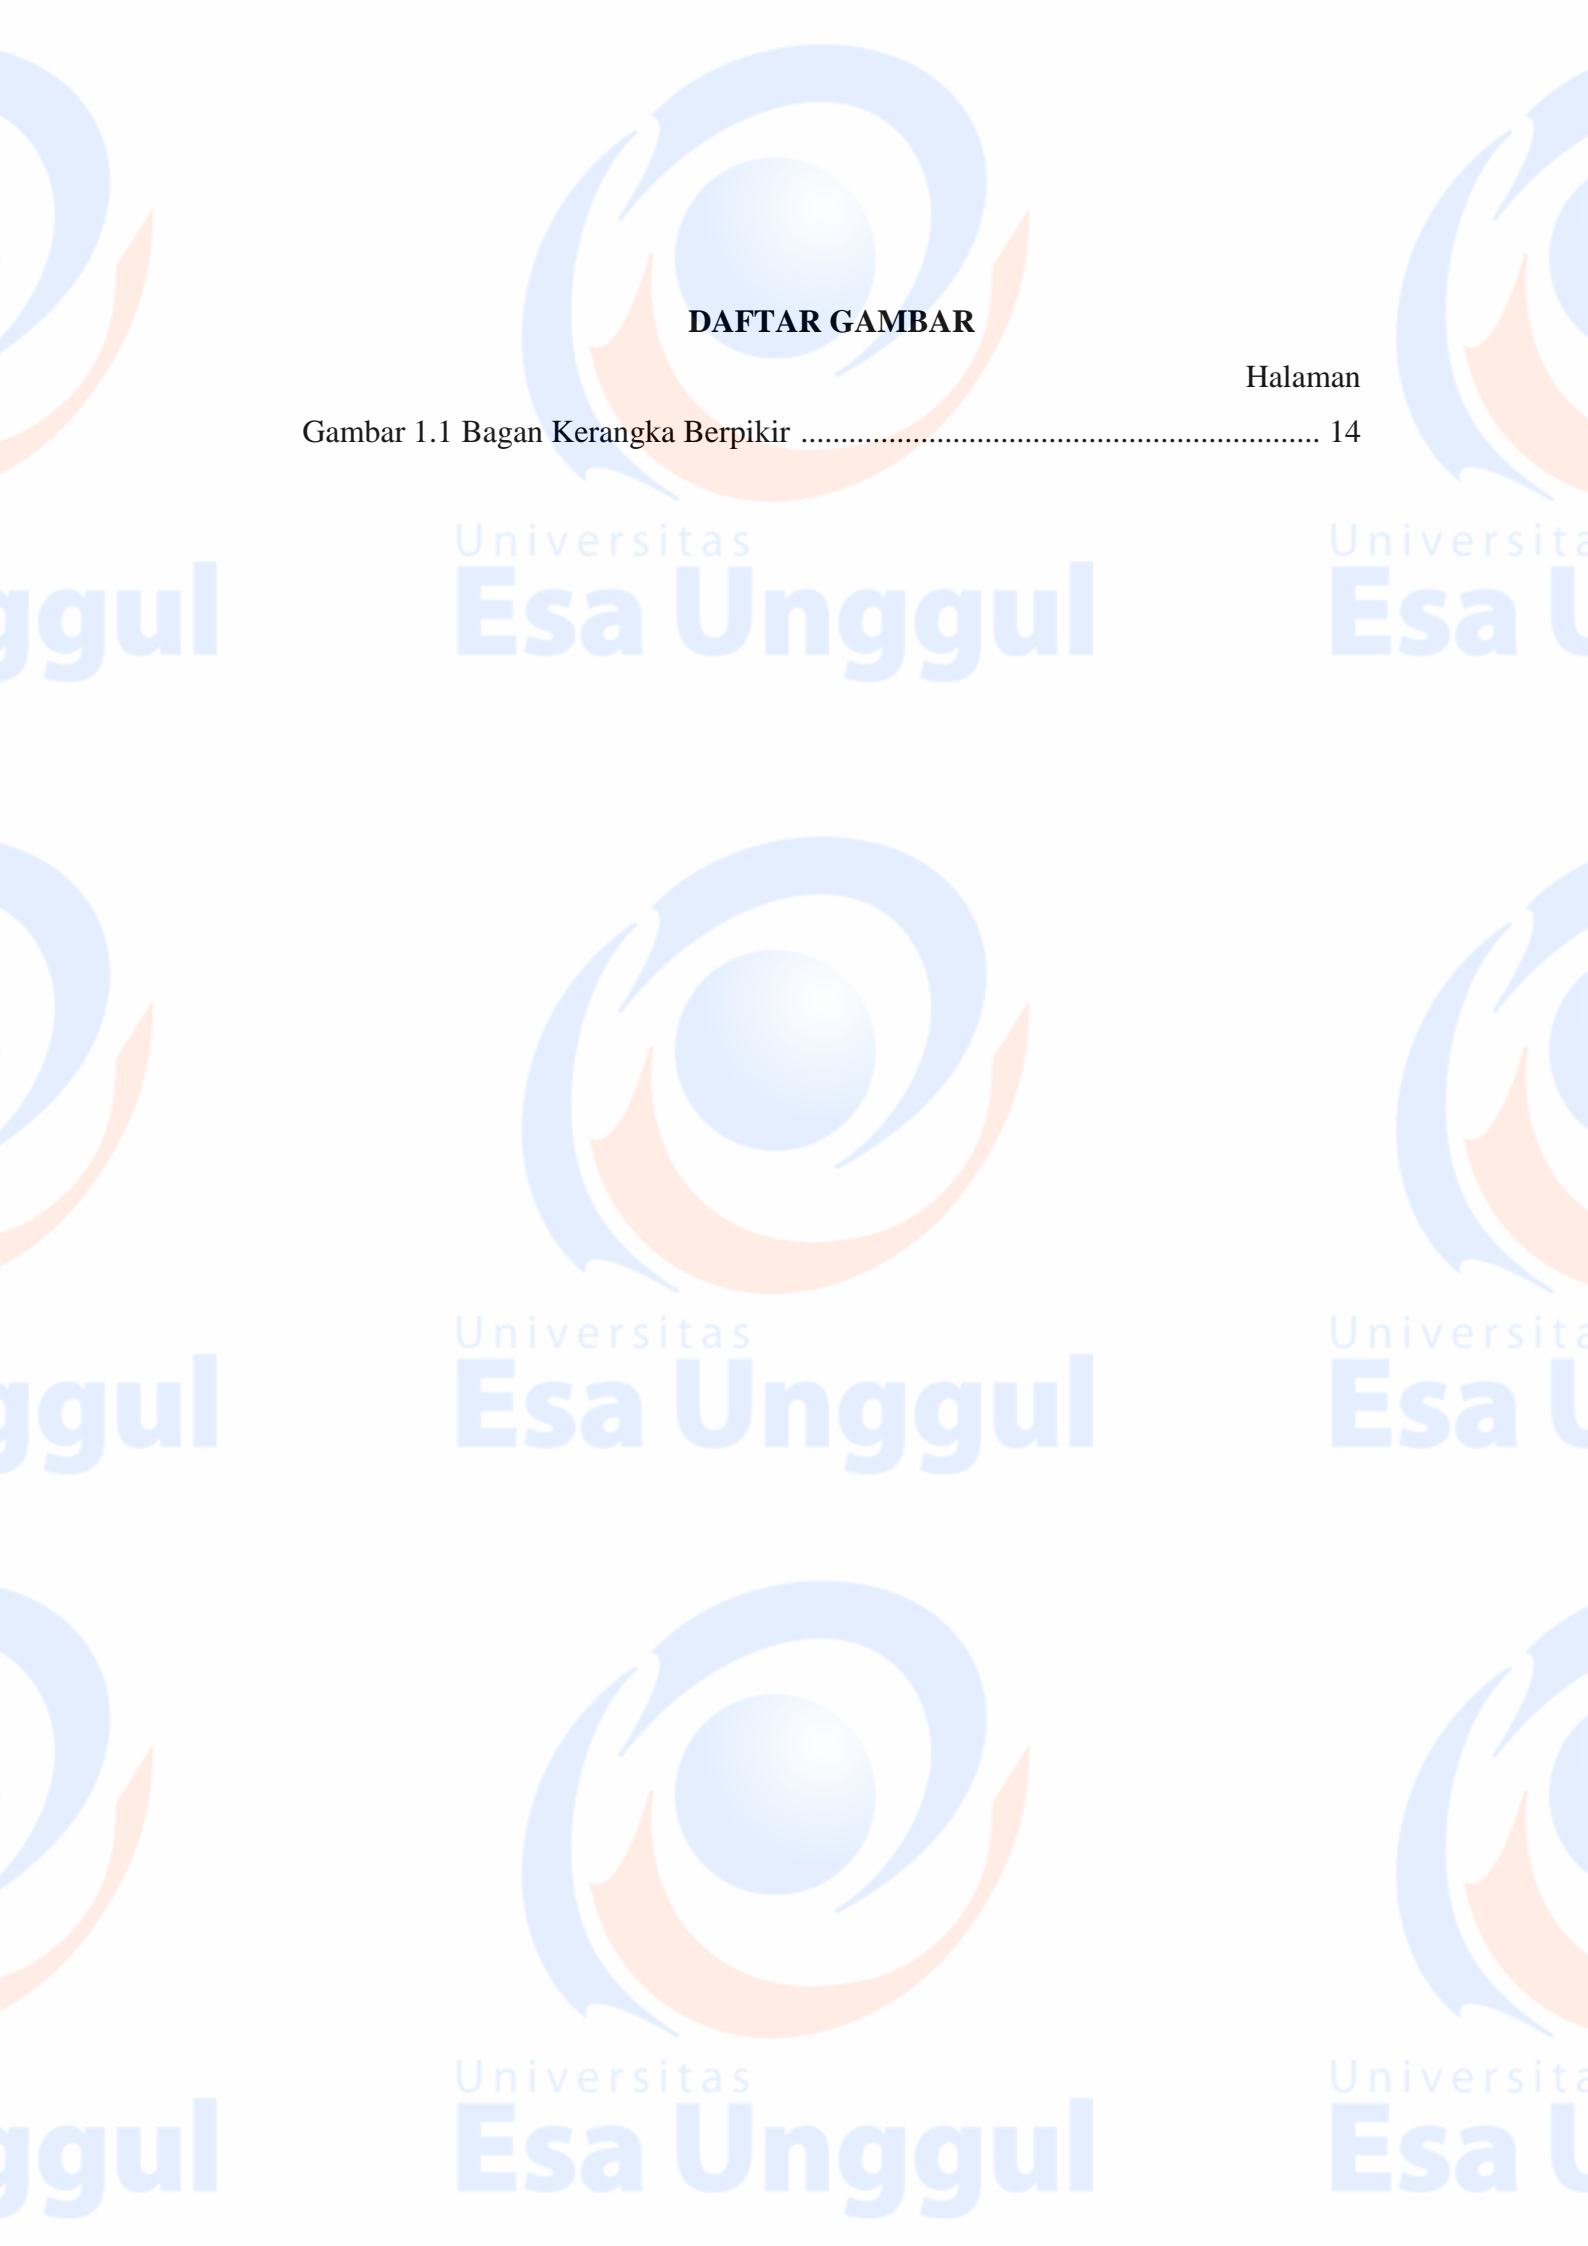 DAFTAR GAMBAR
Halaman
Gambar 1.1 Bagan Kerangka Berpikir ................................................................. 14
Universitas
Esa Unggul
Universitas
Esa Unggul
Universitas
Esa Unggul